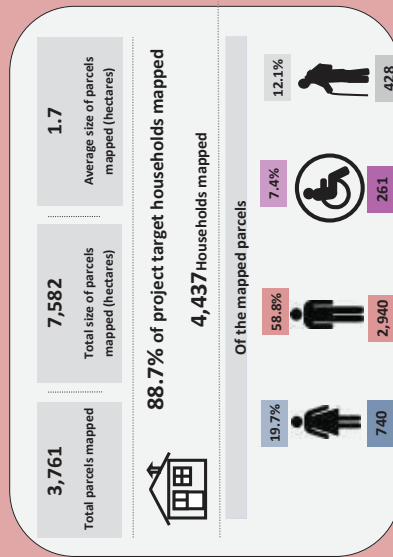 3,761
Total parcels mapped
7,582
Total size of parcels
mapped (hectares)
1.7
Average size of parcels
mapped (hectares)
88.7% of project target households mapped
4,437 Households mapped
Of the mapped parcels
19.7%
58.8%
7.4%
12.1%
740
2,940
261
428